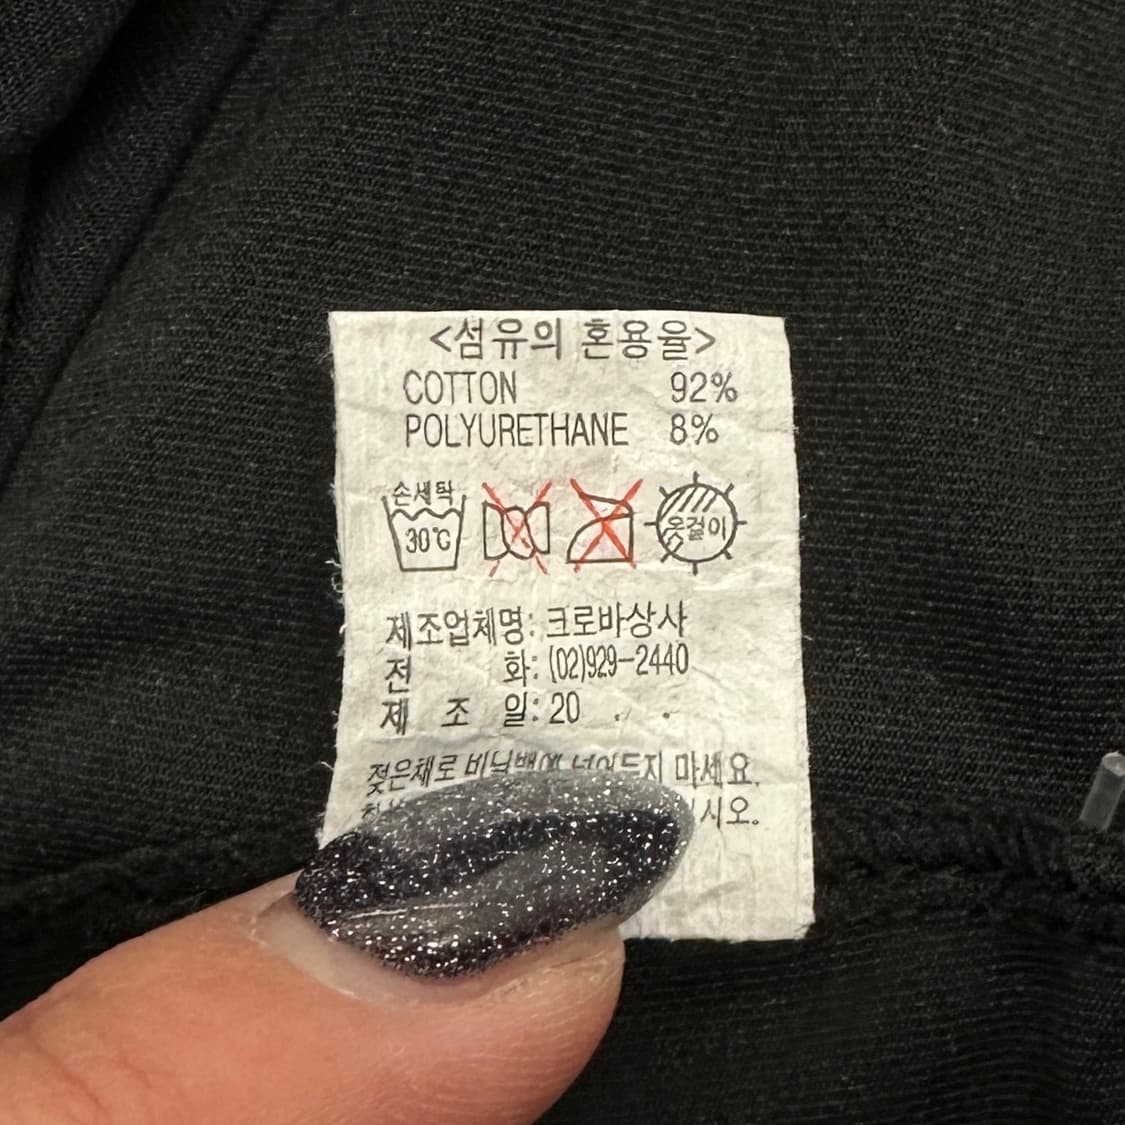 <섬유의 혼용율>
COTTON 92%
POLYURETHANE 8%
손세탁
30℃
옷걸이
제조업체명: 크로바상사
전 화: (02)929-2440
제 조 일: 20 . .
젖은채로 비닐백에 넣어두지 마세요.